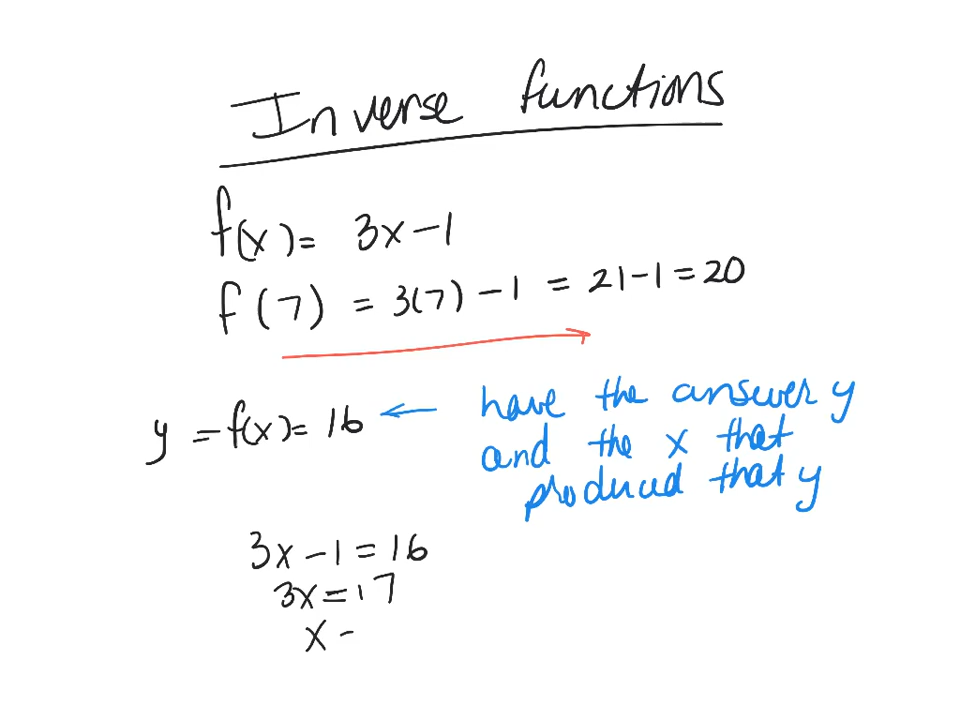 Inverse functions
f(x) = 3x - 1
f(7) = 3(7) - 1 = 21 - 1 = 20
y = f(x) = 16 ← have the answer y
and the x that
produced that y
3x - 1 = 16
3x = 17
x -